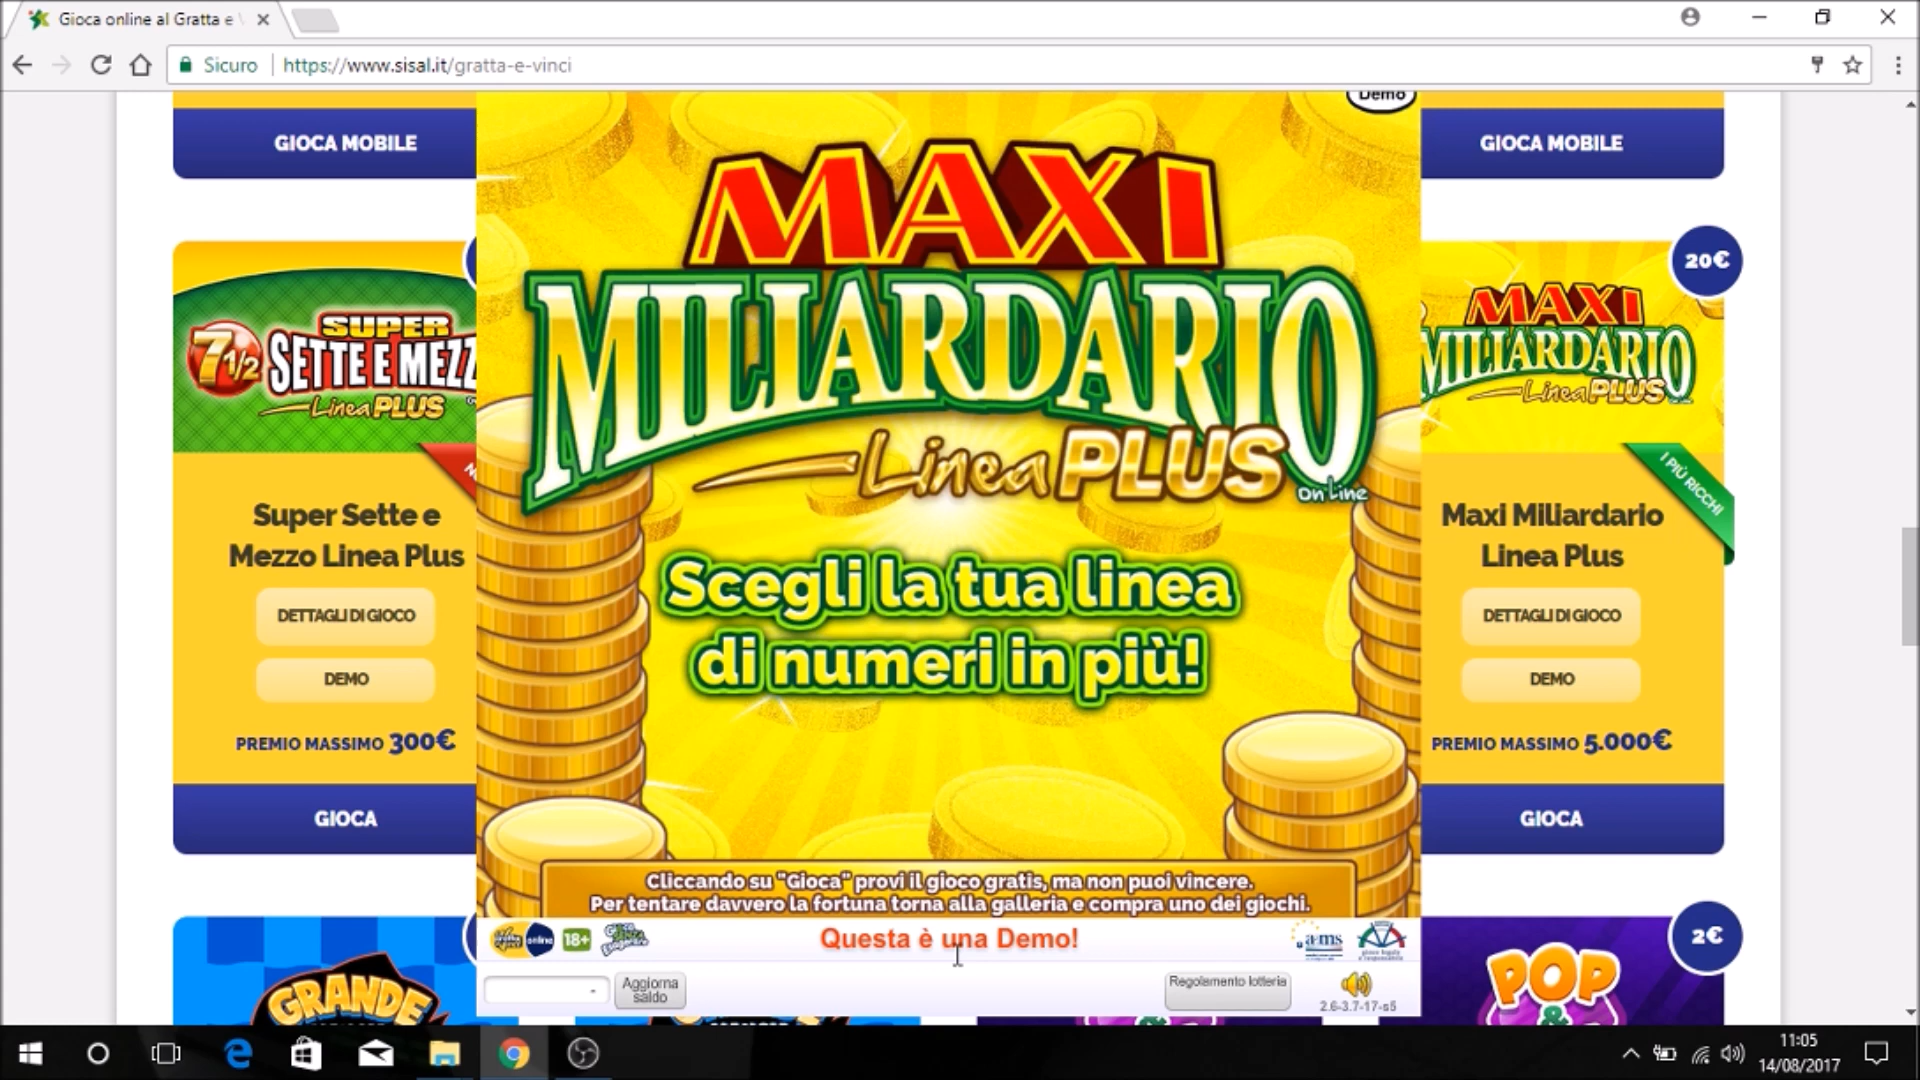 Gioca online al Gratta e
Sicuro
https://www.sisal.it/gratta-e-vinci
GIOCA MOBILE
Demo
GIOCA MOBILE
SUPER
7 1/2 SETTE E MEZZ
Linea PLUS
Super Sette e
Mezzo Linea Plus
DETTAGLI DI GIOCO
DEMO
PREMIO MASSIMO 300€
GIOCA
MAXI
MILIARDARIO
Linea PLUS
On Line
Scegli la tua linea
di numeri in più!
Cliccando su "Gioca" provi il gioco gratis, ma non puoi vincere.
Per tentare davvero la fortuna torna alla galleria e compra uno dei giochi.
online
18+
Questa è una Demo!
aams
-
Aggiorna
saldo
Regolamento lotteria
2.6-3.7-17-s5
20€
MAXI
MILIARDARIO
Linea PLUS
I PIÙ RICCHI
Maxi Miliardario
Linea Plus
DETTAGLI DI GIOCO
DEMO
PREMIO MASSIMO 5.000€
GIOCA
GRANDE
2€
POP
&
11:05
14/08/2017